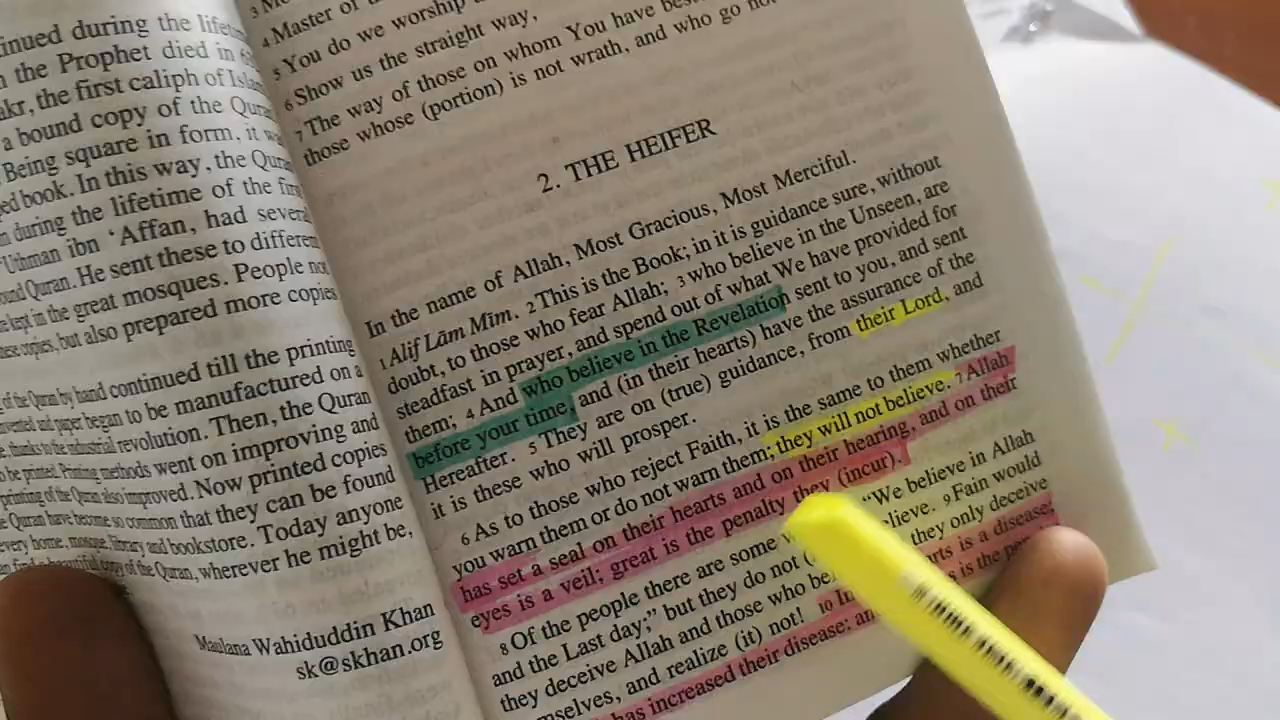 inued during the
the Prophet died in
akr, the first caliph of
a bound copy of the
Being square in form, it
ed book. In this way, the
during the lifetime of the
'Uthman ibn 'Affan, had
ound Quran. He sent these to
kept in the great mosques. People
these copies, but also prepared more copies
of the Quran by hand continued till the printing
invented and paper began to be manufactured on a
thanks to the industrial revolution. Then, the Quran
to be printed. Printing methods went on improving and
printing of the Quran also improved. Now printed copies
Quran have become so common that they can be found
every home, mosque, library and bookstore. Today anyone
find a beautiful copy of the Quran, wherever he might be,
Maulana Wahiduddin Khan
sk@skhan.org
3
4 Master of
5 You do we worship
6 Show us the straight way,
7 The way of those on whom You have
those whose (portion) is not wrath, and who go
2. THE HEIFER
In the name of Allah, Most Gracious, Most Merciful.
1 Alif Lām Mim. 2 This is the Book; in it is guidance sure, without
doubt, to those who fear Allah; 3 who believe in the Unseen, are
steadfast in prayer, and spend out of what We have provided for
them; 4 And who believe in the Revelation sent to you, and sent
before your time, and (in their hearts) have the assurance of the
Hereafter. 5 They are on (true) guidance, from their Lord, and
it is these who will prosper.
6 As to those who reject Faith, it is the same to them whether
you warn them or do not warn them; they will not believe. 7 Allah
has set a seal on their hearts and on their hearing, and on their
eyes is a veil; great is the penalty they (incur).
8 Of the people there are some "We believe in Allah
and the Last day;" but they do not 9 Fain would
they deceive Allah and those who they only deceive
mselves, and realize (it) not! 10 In is a disease;
has increased their disease; is the